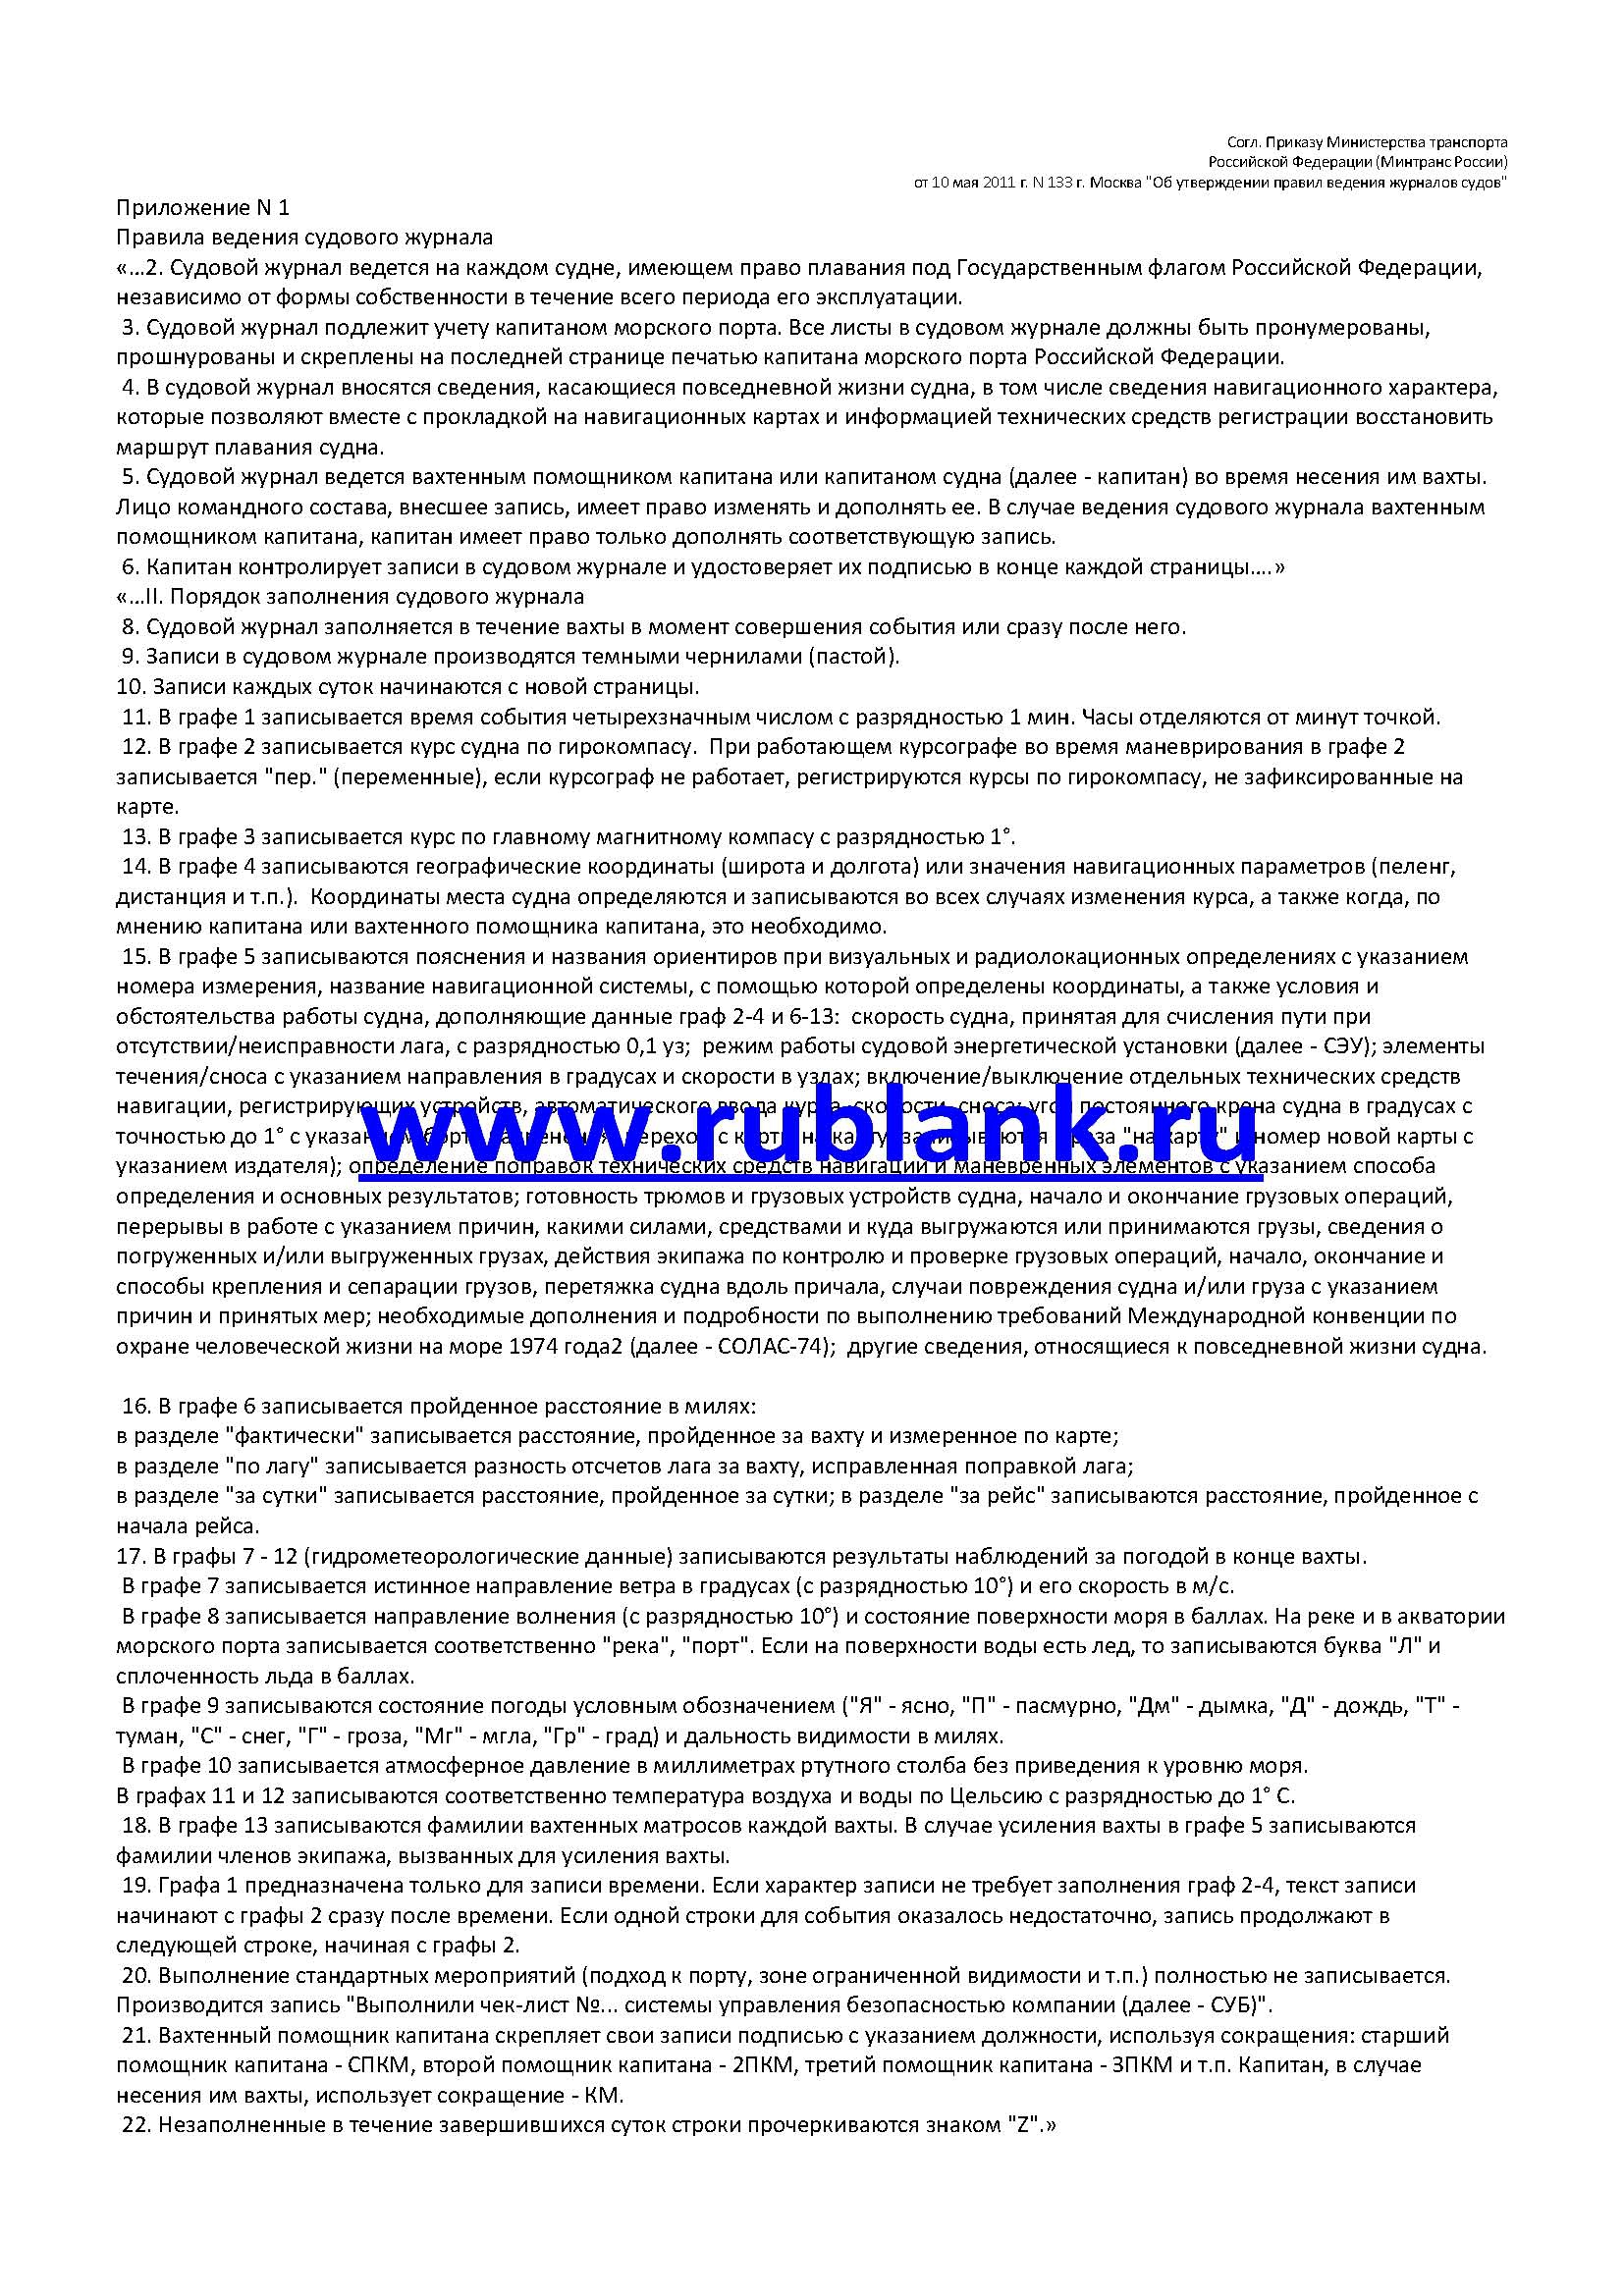 Согл. Приказу Министерства транспорта
Российской Федерации (Минтранс России)
от 10 мая 2011 г. N 133 г. Москва "Об утверждении правил ведения журналов судов"
Приложение N 1
Правила ведения судового журнала
«…2. Судовой журнал ведется на каждом судне, имеющем право плавания под Государственным флагом Российской Федерации,
независимо от формы собственности в течение всего периода его эксплуатации.
3. Судовой журнал подлежит учету капитаном морского порта. Все листы в судовом журнале должны быть пронумерованы,
прошнурованы и скреплены на последней странице печатью капитана морского порта Российской Федерации.
4. В судовой журнал вносятся сведения, касающиеся повседневной жизни судна, в том числе сведения навигационного характера,
которые позволяют вместе с прокладкой на навигационных картах и информацией технических средств регистрации восстановить
маршрут плавания судна.
5. Судовой журнал ведется вахтенным помощником капитана или капитаном судна (далее - капитан) во время несения им вахты.
Лицо командного состава, внесшее запись, имеет право изменять и дополнять ее. В случае ведения судового журнала вахтенным
помощником капитана, капитан имеет право только дополнять соответствующую запись.
6. Капитан контролирует записи в судовом журнале и удостоверяет их подписью в конце каждой страницы….»
«…II. Порядок заполнения судового журнала
8. Судовой журнал заполняется в течение вахты в момент совершения события или сразу после него.
9. Записи в судовом журнале производятся темными чернилами (пастой).
10. Записи каждых суток начинаются с новой страницы.
11. В графе 1 записывается время события четырехзначным числом с разрядностью 1 мин. Часы отделяются от минут точкой.
12. В графе 2 записывается курс судна по гирокомпасу. При работающем курсографе во время маневрирования в графе 2
записывается "пер." (переменные), если курсограф не работает, регистрируются курсы по гирокомпасу, не зафиксированные на
карте.
13. В графе 3 записывается курс по главному магнитному компасу с разрядностью 1°.
14. В графе 4 записываются географические координаты (широта и долгота) или значения навигационных параметров (пеленг,
дистанция и т.п.). Координаты места судна определяются и записываются во всех случаях изменения курса, а также когда, по
мнению капитана или вахтенного помощника капитана, это необходимо.
15. В графе 5 записываются пояснения и названия ориентиров при визуальных и радиолокационных определениях с указанием
номера измерения, название навигационной системы, с помощью которой определены координаты, а также условия и
обстоятельства работы судна, дополняющие данные граф 2-4 и 6-13: скорость судна, принятая для счисления пути при
отсутствии/неисправности лага, с разрядностью 0,1 уз; режим работы судовой энергетической установки (далее - СЭУ); элементы
течения/сноса с указанием направления в градусах и скорости в узлах; включение/выключение отдельных технических средств
навигации, регистрирующих устройств, автоматического ввода курса, скорости, сноса; угол постоянного крена судна в градусах с
точностью до 1° с "на карту" и номер новой карты с
www.rublank.ru
указанием издателя); определение поправок технических средств навигации и маневренных элементов с указанием способа
определения и основных результатов; готовность трюмов и грузовых устройств судна, начало и окончание грузовых операций,
перерывы в работе с указанием причин, какими силами, средствами и куда выгружаются или принимаются грузы, сведения о
погруженных и/или выгруженных грузах, действия экипажа по контролю и проверке грузовых операций, начало, окончание и
способы крепления и сепарации грузов, перетяжка судна вдоль причала, случаи повреждения судна и/или груза с указанием
причин и принятых мер; необходимые дополнения и подробности по выполнению требований Международной конвенции по
охране человеческой жизни на море 1974 года2 (далее - СОЛАС-74); другие сведения, относящиеся к повседневной жизни судна.
16. В графе 6 записывается пройденное расстояние в милях:
в разделе "фактически" записывается расстояние, пройденное за вахту и измеренное по карте;
в разделе "по лагу" записывается разность отсчетов лага за вахту, исправленная поправкой лага;
в разделе "за сутки" записывается расстояние, пройденное за сутки; в разделе "за рейс" записываются расстояние, пройденное с
начала рейса.
17. В графы 7 - 12 (гидрометеорологические данные) записываются результаты наблюдений за погодой в конце вахты.
В графе 7 записывается истинное направление ветра в градусах (с разрядностью 10°) и его скорость в м/с.
В графе 8 записывается направление волнения (с разрядностью 10°) и состояние поверхности моря в баллах. На реке и в акватории
морского порта записывается соответственно "река", "порт". Если на поверхности воды есть лед, то записываются буква "Л" и
сплоченность льда в баллах.
В графе 9 записываются состояние погоды условным обозначением ("Я" - ясно, "П" - пасмурно, "Дм" - дымка, "Д" - дождь, "Т" -
туман, "С" - снег, "Г" - гроза, "Мг" - мгла, "Гр" - град) и дальность видимости в милях.
В графе 10 записывается атмосферное давление в миллиметрах ртутного столба без приведения к уровню моря.
В графах 11 и 12 записываются соответственно температура воздуха и воды по Цельсию с разрядностью до 1° С.
18. В графе 13 записываются фамилии вахтенных матросов каждой вахты. В случае усиления вахты в графе 5 записываются
фамилии членов экипажа, вызванных для усиления вахты.
19. Графа 1 предназначена только для записи времени. Если характер записи не требует заполнения граф 2-4, текст записи
начинают с графы 2 сразу после времени. Если одной строки для события оказалось недостаточно, запись продолжают в
следующей строке, начиная с графы 2.
20. Выполнение стандартных мероприятий (подход к порту, зоне ограниченной видимости и т.п.) полностью не записывается.
Производится запись "Выполнили чек-лист №... системы управления безопасностью компании (далее - СУБ)".
21. Вахтенный помощник капитана скрепляет свои записи подписью с указанием должности, используя сокращения: старший
помощник капитана - СПКМ, второй помощник капитана - 2ПКМ, третий помощник капитана - 3ПКМ и т.п. Капитан, в случае
несения им вахты, использует сокращение - КМ.
22. Незаполненные в течение завершившихся суток строки прочеркиваются знаком "Z".»